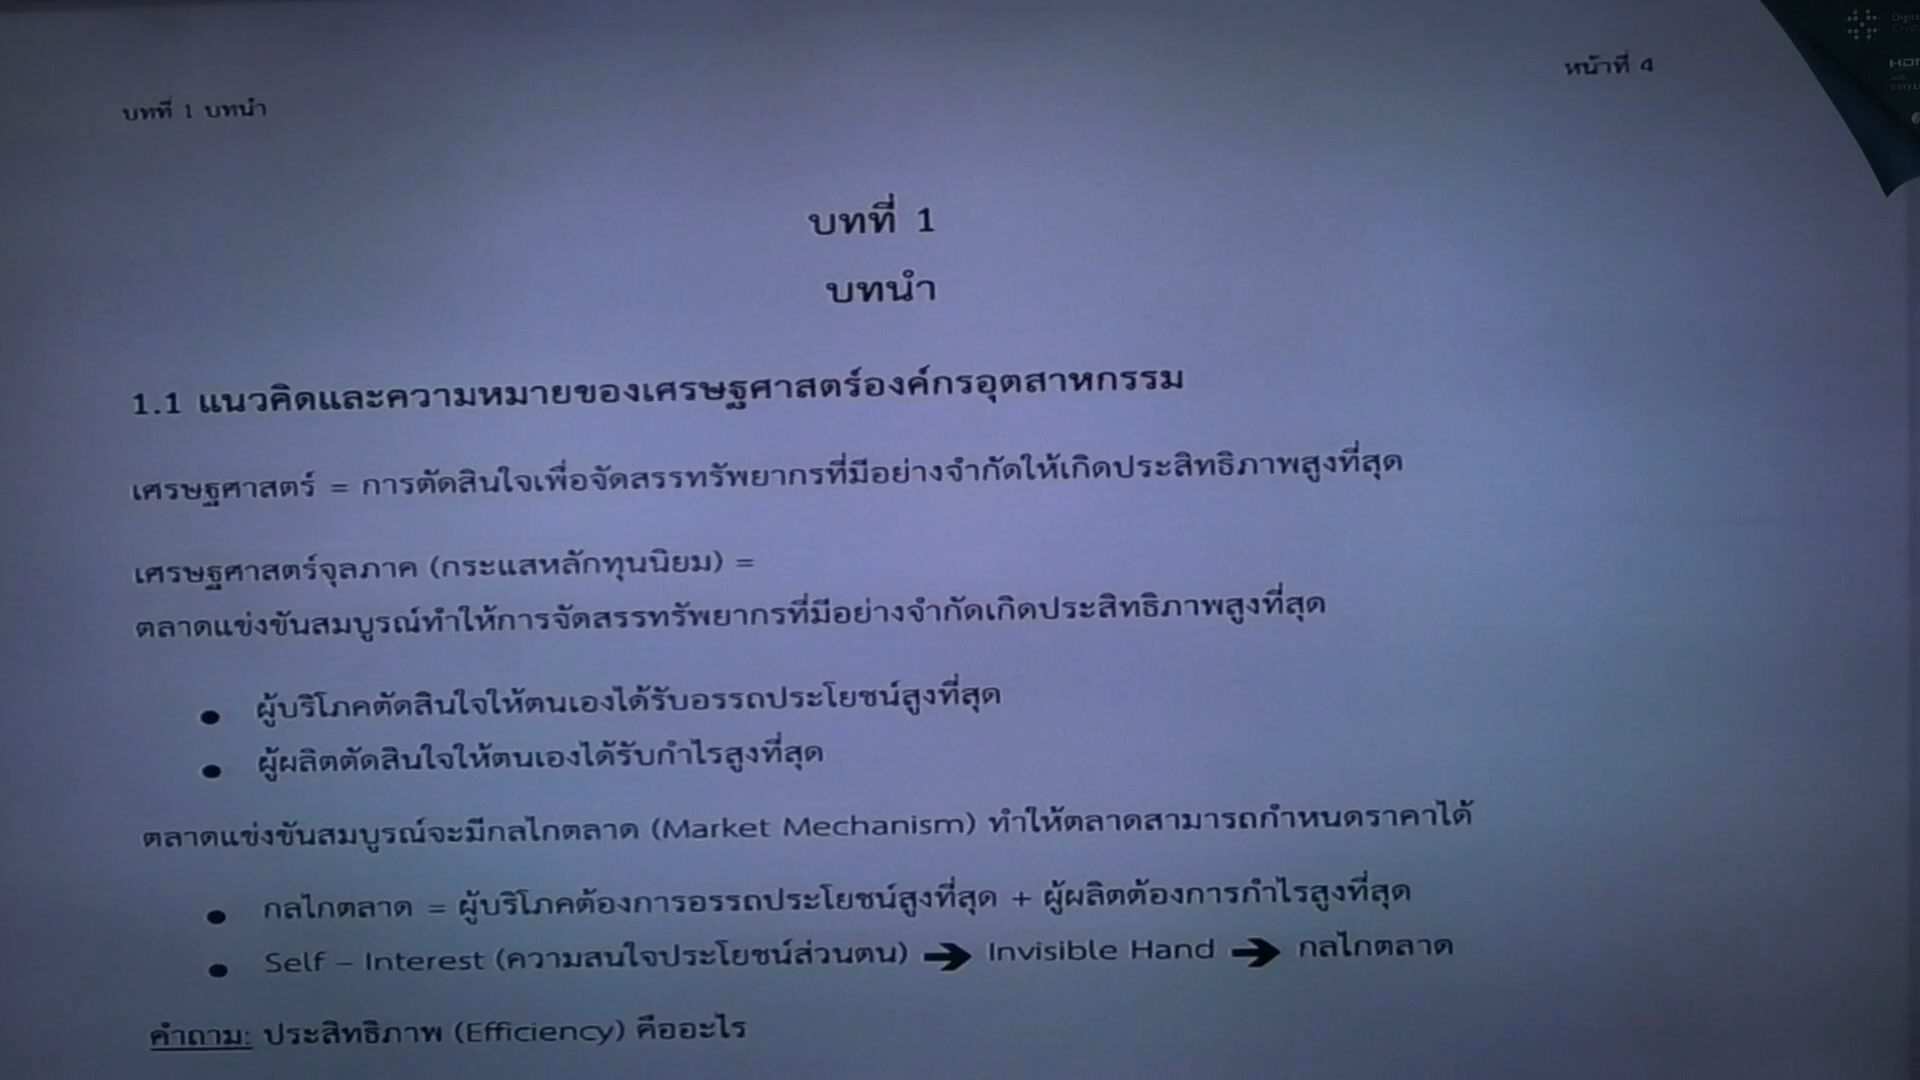 หน้าที่ 4
บทที่ 1 บทนำ
บทที่ 1
บทนำ
1.1 แนวคิดและความหมายของเศรษฐศาสตร์องค์กรอุตสาหกรรม
เศรษฐศาสตร์ = การตัดสินใจเพื่อจัดสรรทรัพยากรที่มีอย่างจำกัดให้เกิดประสิทธิภาพสูงที่สุด
เศรษฐศาสตร์จุลภาค (กระแสหลักทุนนิยม) =
ตลาดแข่งขันสมบูรณ์ทำให้การจัดสรรทรัพยากรที่มีอย่างจำกัดเกิดประสิทธิภาพสูงที่สุด
● ผู้บริโภคตัดสินใจให้ตนเองได้รับอรรถประโยชน์สูงที่สุด
● ผู้ผลิตตัดสินใจให้ตนเองได้รับกำไรสูงที่สุด
ตลาดแข่งขันสมบูรณ์จะมีกลไกตลาด (Market Mechanism) ทำให้ตลาดสามารถกำหนดราคาได้
● กลไกตลาด = ผู้บริโภคต้องการอรรถประโยชน์สูงที่สุด + ผู้ผลิตต้องการกำไรสูงที่สุด
● Self – Interest (ความสนใจประโยชน์ส่วนตน) ➔ Invisible Hand ➔ กลไกตลาด
คำถาม: ประสิทธิภาพ (Efficiency) คืออะไร